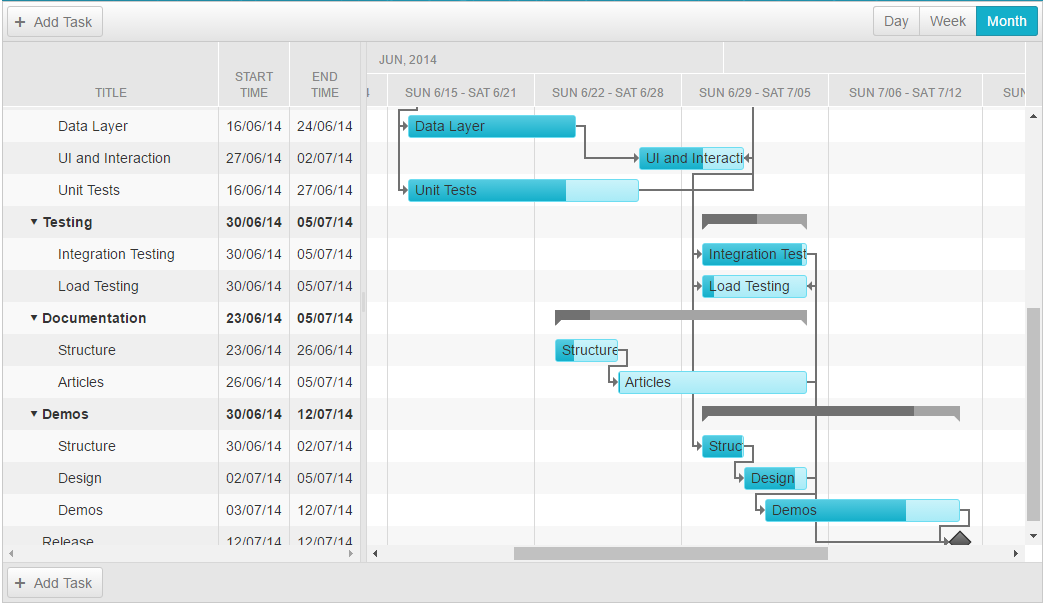 + Add Task
Day Week Month
TITLE START TIME END TIME
JUN, 2014
4 SUN 6/15 - SAT 6/21 SUN 6/22 - SAT 6/28 SUN 6/29 - SAT 7/05 SUN 7/06 - SAT 7/12 SUN
Data Layer 16/06/14 24/06/14 Data Layer
UI and Interaction 27/06/14 02/07/14 UI and Interacti
Unit Tests 16/06/14 27/06/14 Unit Tests
Testing 30/06/14 05/07/14
Integration Testing 30/06/14 05/07/14 Integration Test
Load Testing 30/06/14 05/07/14 Load Testing
Documentation 23/06/14 05/07/14
Structure 23/06/14 26/06/14 Structure
Articles 26/06/14 05/07/14 Articles
Demos 30/06/14 12/07/14
Structure 30/06/14 02/07/14 Struc
Design 02/07/14 05/07/14 Design
Demos 03/07/14 12/07/14 Demos
Release 12/07/14 12/07/14
+ Add Task